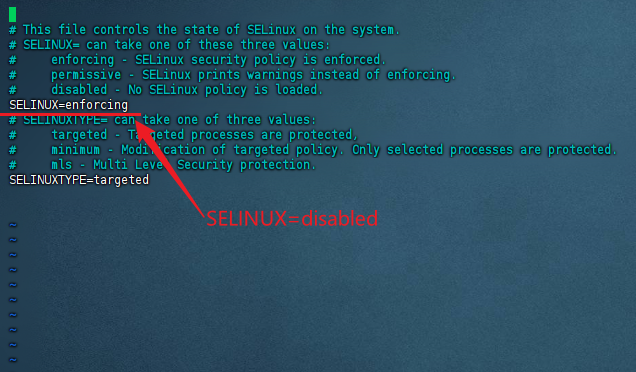 # This file controls the state of SELinux on the system.
# SELINUX= can take one of these three values:
#     enforcing - SELinux security policy is enforced.
#     permissive - SELinux prints warnings instead of enforcing.
#     disabled - No SELinux policy is loaded.
SELINUX=enforcing
# SELINUXTYPE= can take one of three values:
#     targeted - Targeted processes are protected,
#     minimum - Modification of targeted policy. Only selected processes are protected.
#     mls - Multi Level Security protection.
SELINUXTYPE=targeted
SELINUX=disabled
~
~
~
~
~
~
~
~
~
~